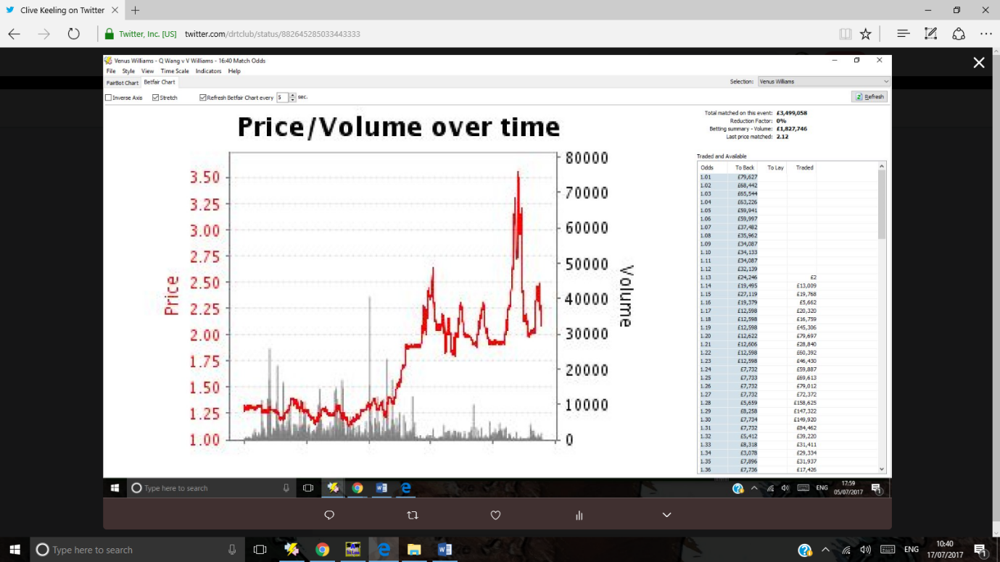 Clive Keeling on Twitter
Twitter, Inc. [US] twitter.com/drtclub/status/882645285033443333
Venus Williams - Q Wang v V Williams - 16:40 Match Odds
File Style View Time Scale Indicators Help
FairBot Chart Betfair Chart
Selection: Venus Williams
Inverse Axis Stretch Refresh Betfair Chart every 5 sec.
Refresh
Price/Volume over time
Total matched on this event: £3,499,058
Reduction Factor: 0%
Betting summary - Volume: £1,827,746
Last price matched: 2.12
Price
3.50
3.25
3.00
2.75
2.50
2.25
2.00
1.75
1.50
1.25
1.00
80000
70000
60000
50000
40000
30000
20000
10000
0
Volume
Traded and Available
Odds To Back To Lay Traded
1.01 £79,627
1.02 £68,442
1.03 £65,544
1.04 £63,226
1.05 £59,941
1.06 £59,997
1.07 £37,482
1.08 £35,962
1.09 £34,087
1.10 £34,133
1.11 £34,087
1.12 £32,139
1.13 £24,246 £2
1.14 £19,495 £13,009
1.15 £27,119 £19,768
1.16 £19,379 £5,662
1.17 £12,598 £20,320
1.18 £12,598 £16,759
1.19 £12,598 £45,306
1.20 £12,622 £79,697
1.21 £12,606 £28,840
1.22 £12,598 £60,392
1.23 £12,598 £46,430
1.24 £7,732 £59,887
1.25 £7,733 £69,613
1.26 £7,732 £79,012
1.27 £7,732 £72,372
1.28 £5,659 £158,625
1.29 £8,258 £147,322
1.30 £7,734 £149,920
1.31 £7,732 £84,462
1.32 £5,412 £39,220
1.33 £8,318 £31,411
1.34 £3,078 £29,334
1.35 £7,896 £31,937
1.36 £7,736 £17,426
Type here to search
ENG
17:59
05/07/2017
Type here to search
ENG
10:40
17/07/2017